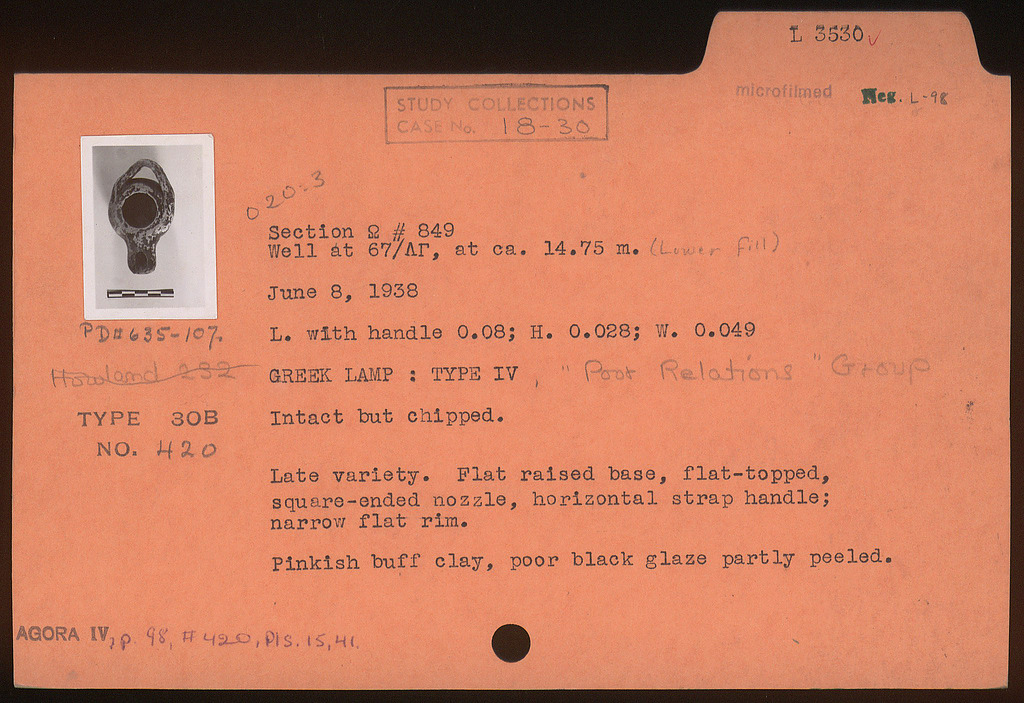 L 3530 ✓
microfilmed Neg. L-98
STUDY COLLECTIONS
CASE No. 18-30
020:3
Section Ω # 849
Well at 67/ΛΓ, at ca. 14.75 m. (Lower fill)
June 8, 1938
PD# 635-107.
L. with handle 0.08; H. 0.028; W. 0.049
Howland 232
GREEK LAMP : TYPE IV , "Poor Relations" Group
TYPE 30B
NO. 420
Intact but chipped.
Late variety. Flat raised base, flat-topped,
square-ended nozzle, horizontal strap handle;
narrow flat rim.
Pinkish buff clay, poor black glaze partly peeled.
AGORA IV, p. 98, # 420, Pls. 15, 41.